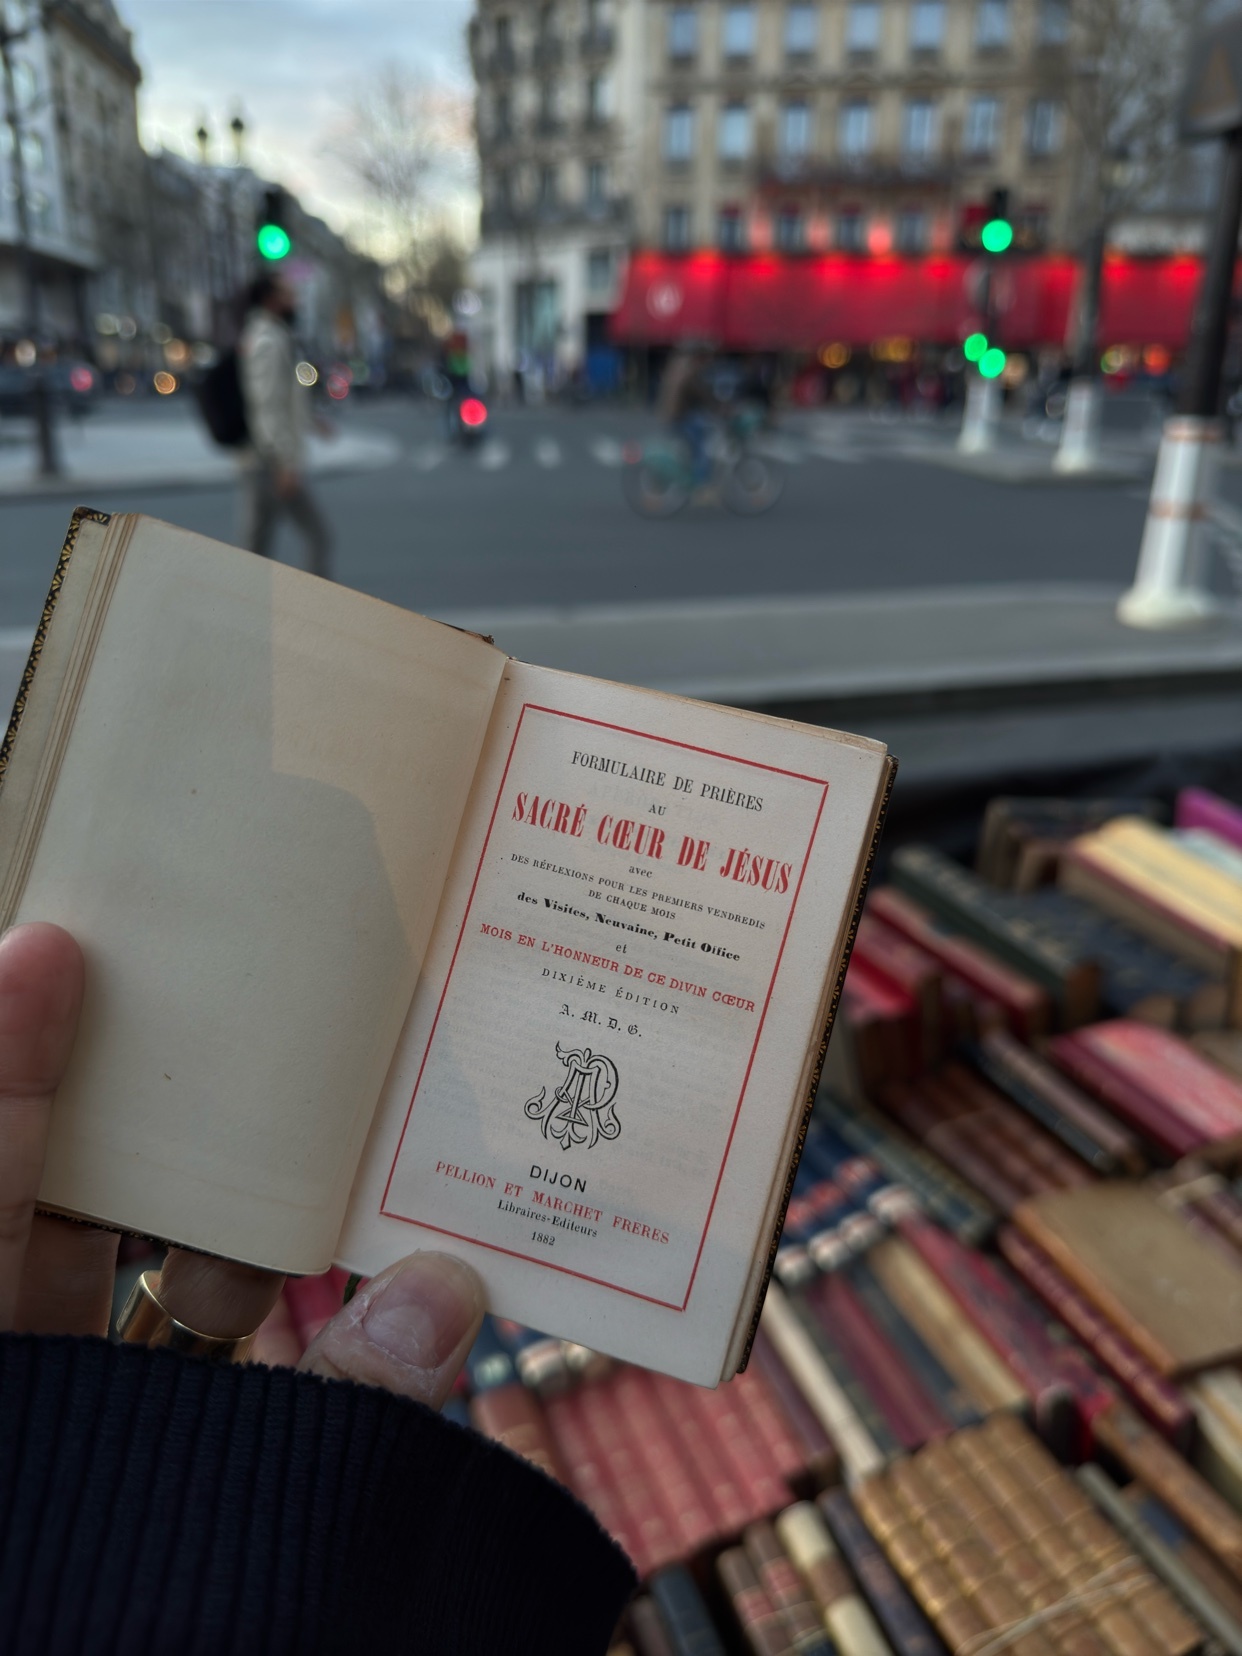 FORMULAIRE DE PRIÈRES
AU
SACRÉ CŒUR DE JÉSUS
avec
DES RÉFLEXIONS POUR LES PREMIERS VENDREDIS
DE CHAQUE MOIS
des Visites, Neuvaine, Petit Office
et
MOIS EN L'HONNEUR DE CE DIVIN CŒUR
DIXIÈME ÉDITION
A. M. D. G.
DIJON
PELLION ET MARCHET FRERES
Libraires-Editeurs
1882